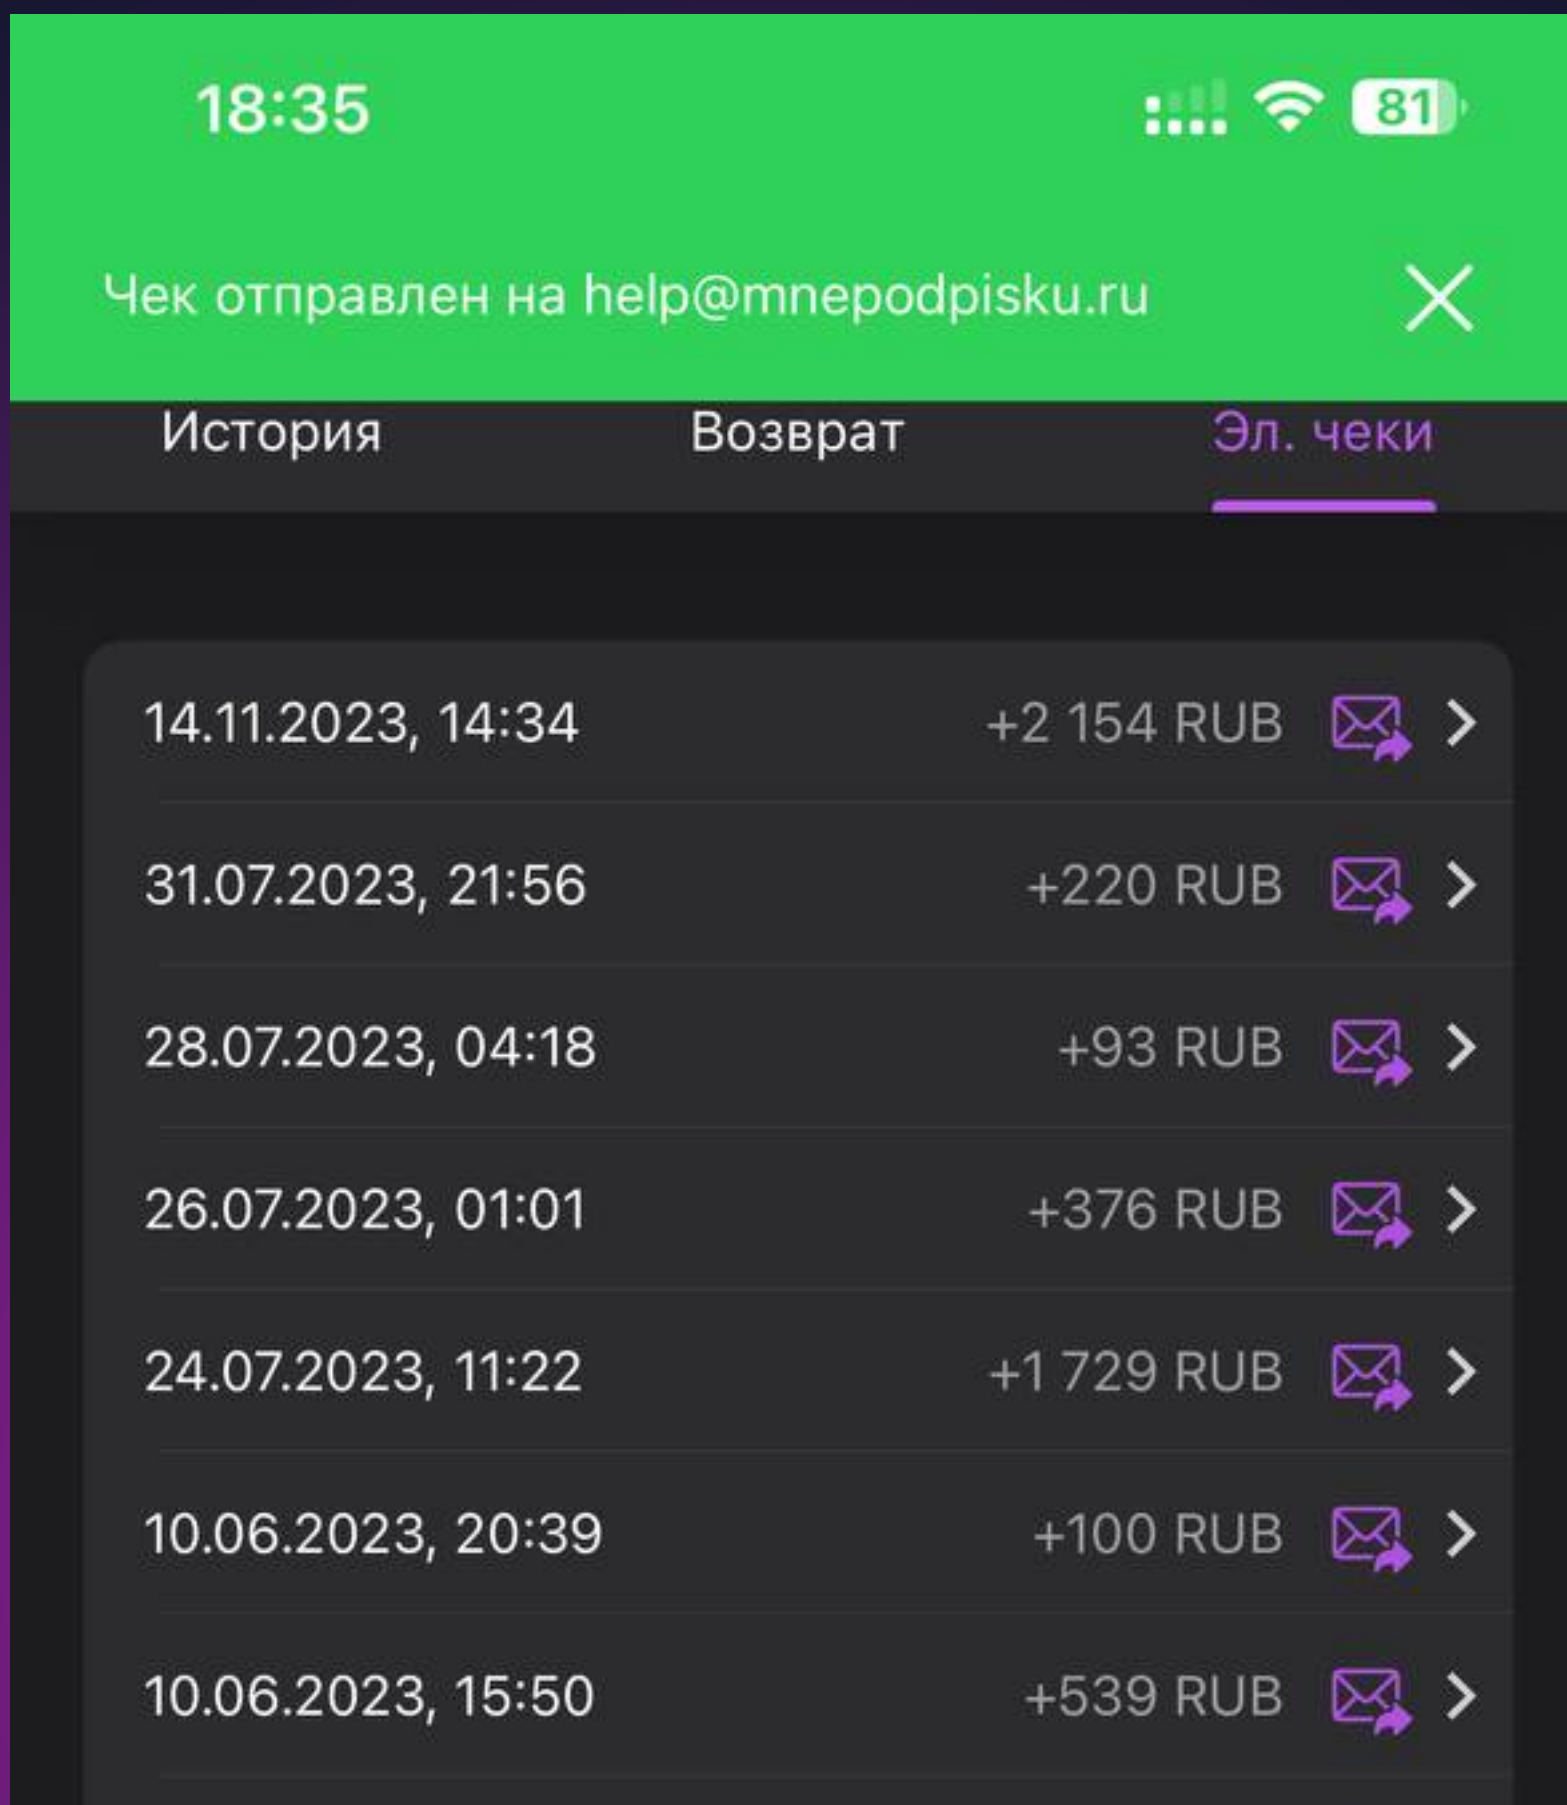 18:35
81
Чек отправлен на help@mnepodpisku.ru
История Возврат Эл. чеки
14.11.2023, 14:34 +2 154 RUB
31.07.2023, 21:56 +220 RUB
28.07.2023, 04:18 +93 RUB
26.07.2023, 01:01 +376 RUB
24.07.2023, 11:22 +1 729 RUB
10.06.2023, 20:39 +100 RUB
10.06.2023, 15:50 +539 RUB